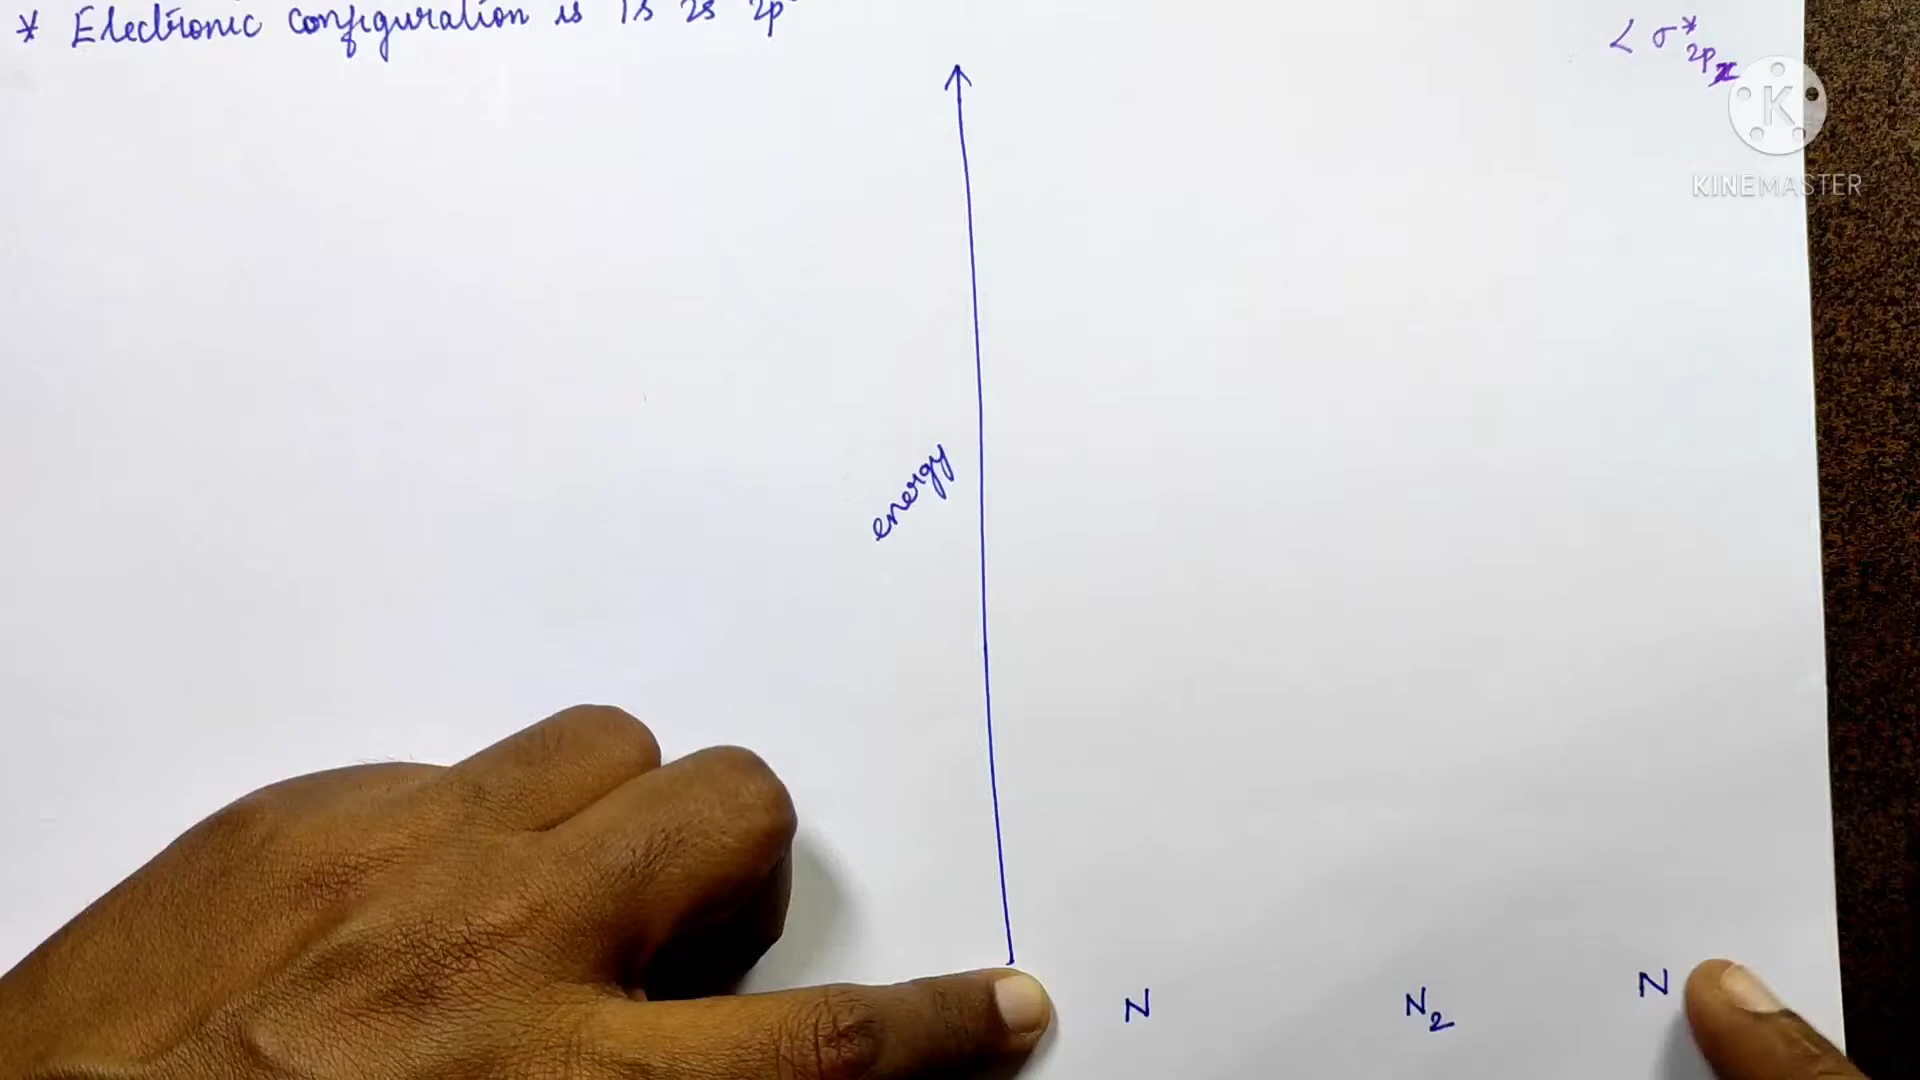 * Electronic configuration is 1s 2s 2p
< σ*2px
K
KINEMASTER
energy
N N2 N